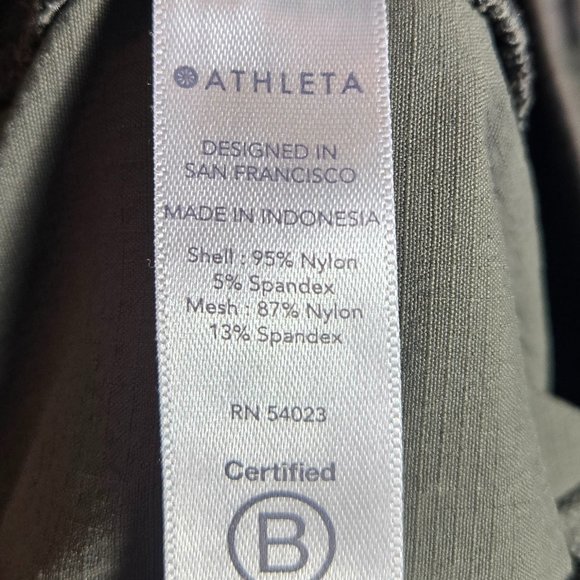 ATHLETA
DESIGNED IN
SAN FRANCISCO
MADE IN INDONESIA
Shell : 95% Nylon
5% Spandex
Mesh : 87% Nylon
13% Spandex
RN 54023
Certified
B